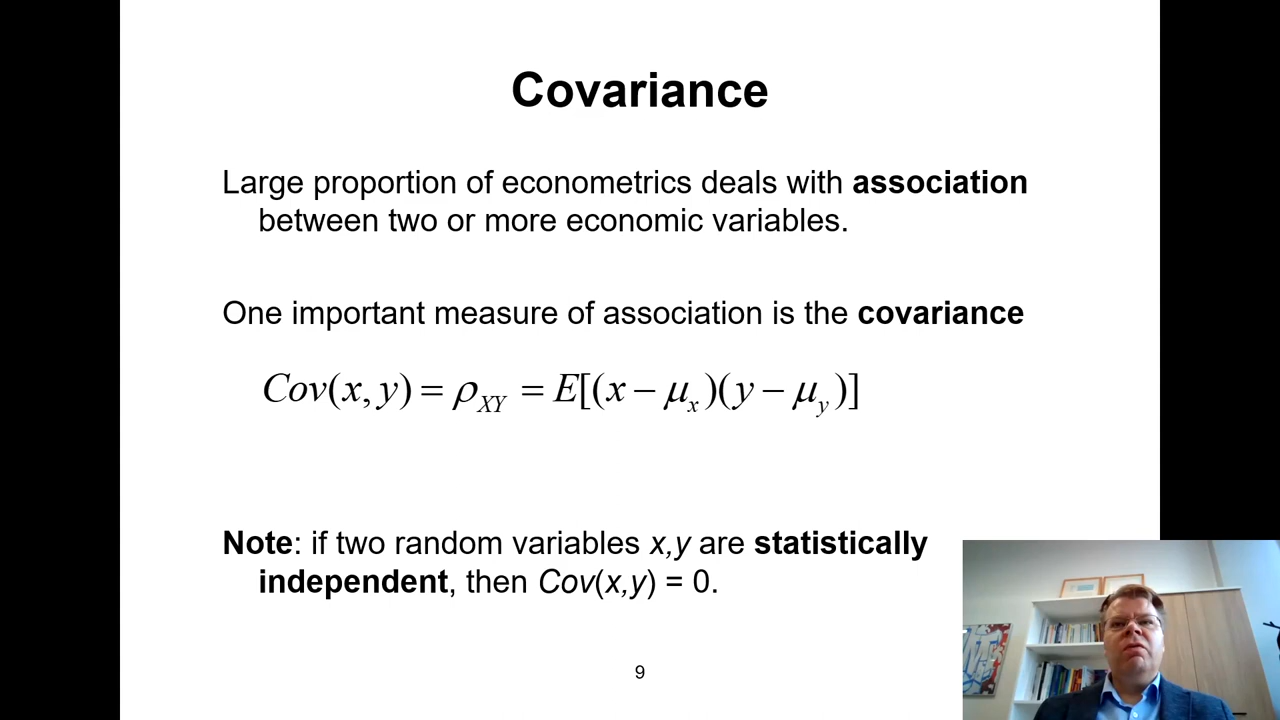 Covariance
Large proportion of econometrics deals with association
between two or more economic variables.
One important measure of association is the covariance
Cov(x, y) = ρ_XY = E[(x − μ_x)(y − μ_y)]
Note: if two random variables x,y are statistically
independent, then Cov(x,y) = 0.
9